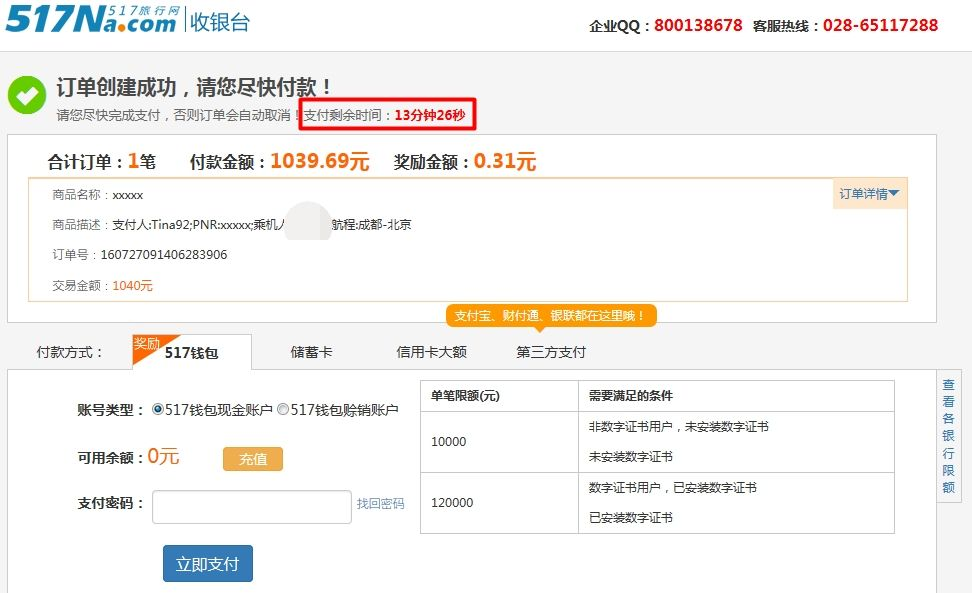 517Na.com 517旅行网 收银台
企业QQ：800138678 客服热线：028-65117288
订单创建成功，请您尽快付款！
请您尽快完成支付，否则订单会自动取消！支付剩余时间：13分钟26秒
合计订单：1笔 付款金额：1039.69元 奖励金额：0.31元
商品名称：xxxxx
订单详情
商品描述：支付人:Tina92;PNR:xxxxx;乘机人 航程:成都-北京
订单号：160727091406283906
交易金额：1040元
支付宝、财付通、银联都在这里哦！
付款方式： 奖励 517钱包 储蓄卡 信用卡大额 第三方支付
账号类型： 517钱包现金账户 517钱包赊销账户
可用余额：0元 充值
支付密码： 找回密码
立即支付
单笔限额(元) 需要满足的条件
10000
非数字证书用户，未安装数字证书
未安装数字证书
120000
数字证书用户，已安装数字证书
已安装数字证书
查看各银行限额